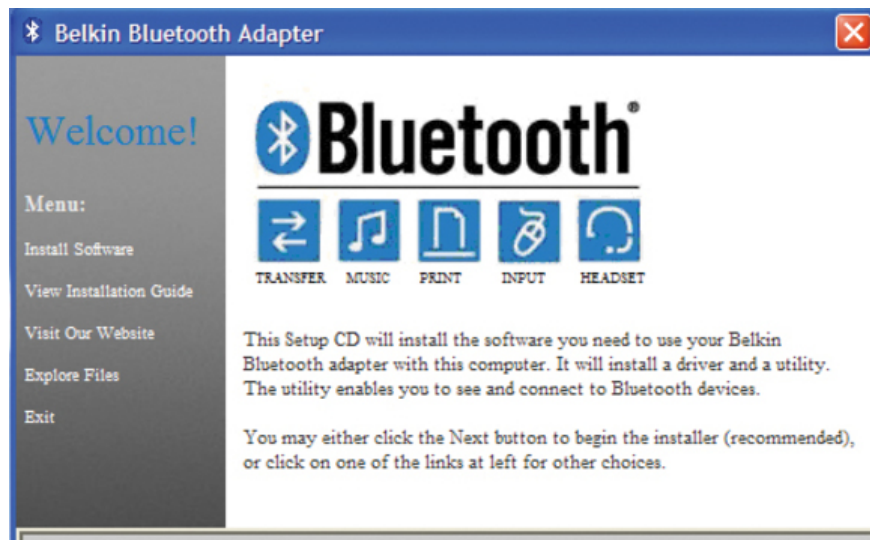 Belkin Bluetooth Adapter
Welcome!
Menu:
Install Software
View Installation Guide
Visit Our Website
Explore Files
Exit
Bluetooth®
TRANSFER MUSIC PRINT INPUT HEADSET
This Setup CD will install the software you need to use your Belkin
Bluetooth adapter with this computer. It will install a driver and a utility.
The utility enables you to see and connect to Bluetooth devices.
You may either click the Next button to begin the installer (recommended),
or click on one of the links at left for other choices.